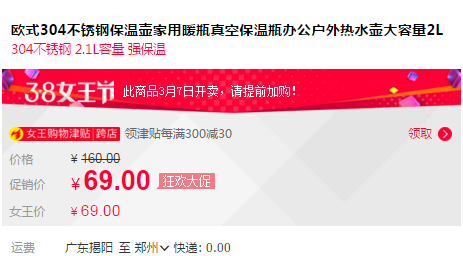 欧式304不锈钢保温壶家用暖瓶真空保温瓶办公户外热水壶大容量2L
304不锈钢 2.1L容量 强保温
38女王节 此商品3月7日开卖，请提前加购！
女王购物津贴 跨店 领津贴每满300减30 领取
价格 ¥ 160.00
促销价 ¥ 69.00 狂欢大促
女王价 ¥ 69.00
运费 广东揭阳 至 郑州 快递: 0.00